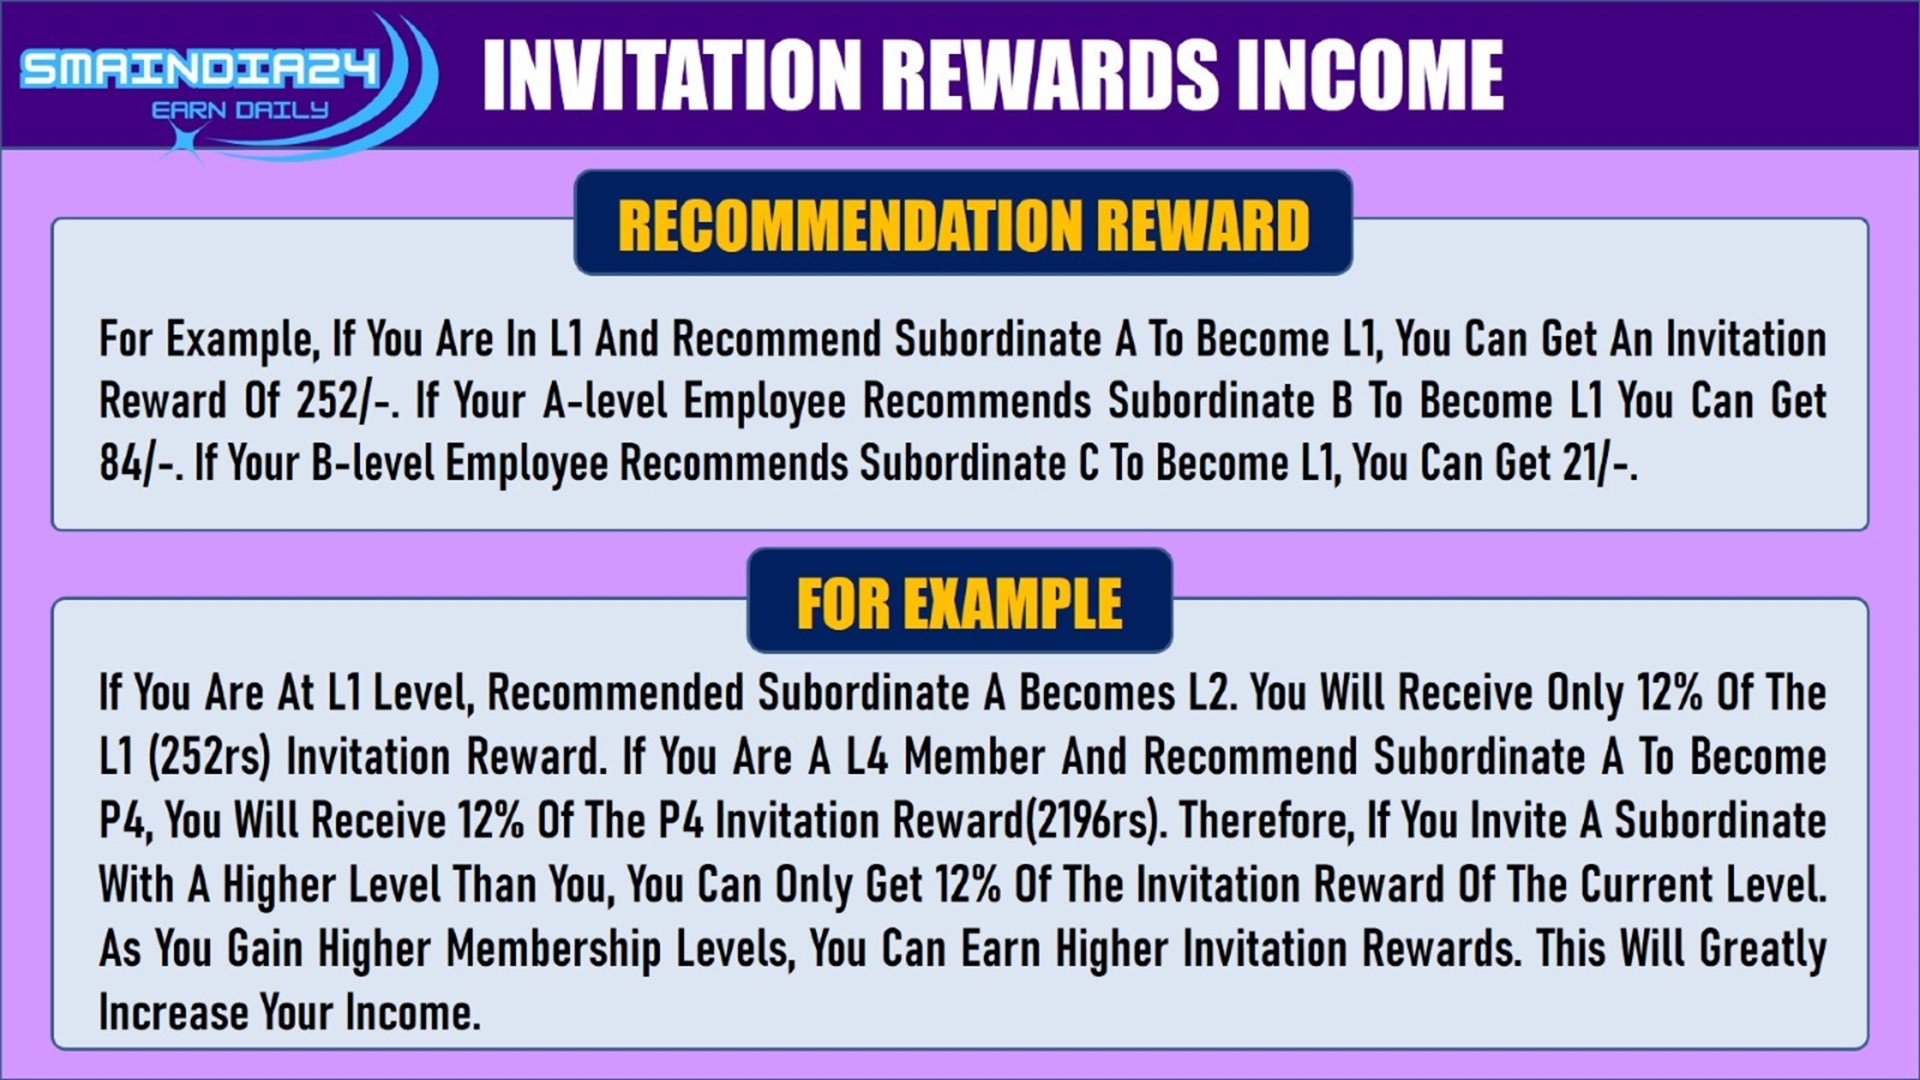 SMAINDIA24
EARN DAILY
INVITATION REWARDS INCOME
RECOMMENDATION REWARD
For Example, If You Are In L1 And Recommend Subordinate A To Become L1, You Can Get An Invitation
Reward Of 252/-. If Your A-level Employee Recommends Subordinate B To Become L1 You Can Get
84/-. If Your B-level Employee Recommends Subordinate C To Become L1, You Can Get 21/-.
FOR EXAMPLE
If You Are At L1 Level, Recommended Subordinate A Becomes L2. You Will Receive Only 12% Of The
L1 (252rs) Invitation Reward. If You Are A L4 Member And Recommend Subordinate A To Become
P4, You Will Receive 12% Of The P4 Invitation Reward(2196rs). Therefore, If You Invite A Subordinate
With A Higher Level Than You, You Can Only Get 12% Of The Invitation Reward Of The Current Level.
As You Gain Higher Membership Levels, You Can Earn Higher Invitation Rewards. This Will Greatly
Increase Your Income.